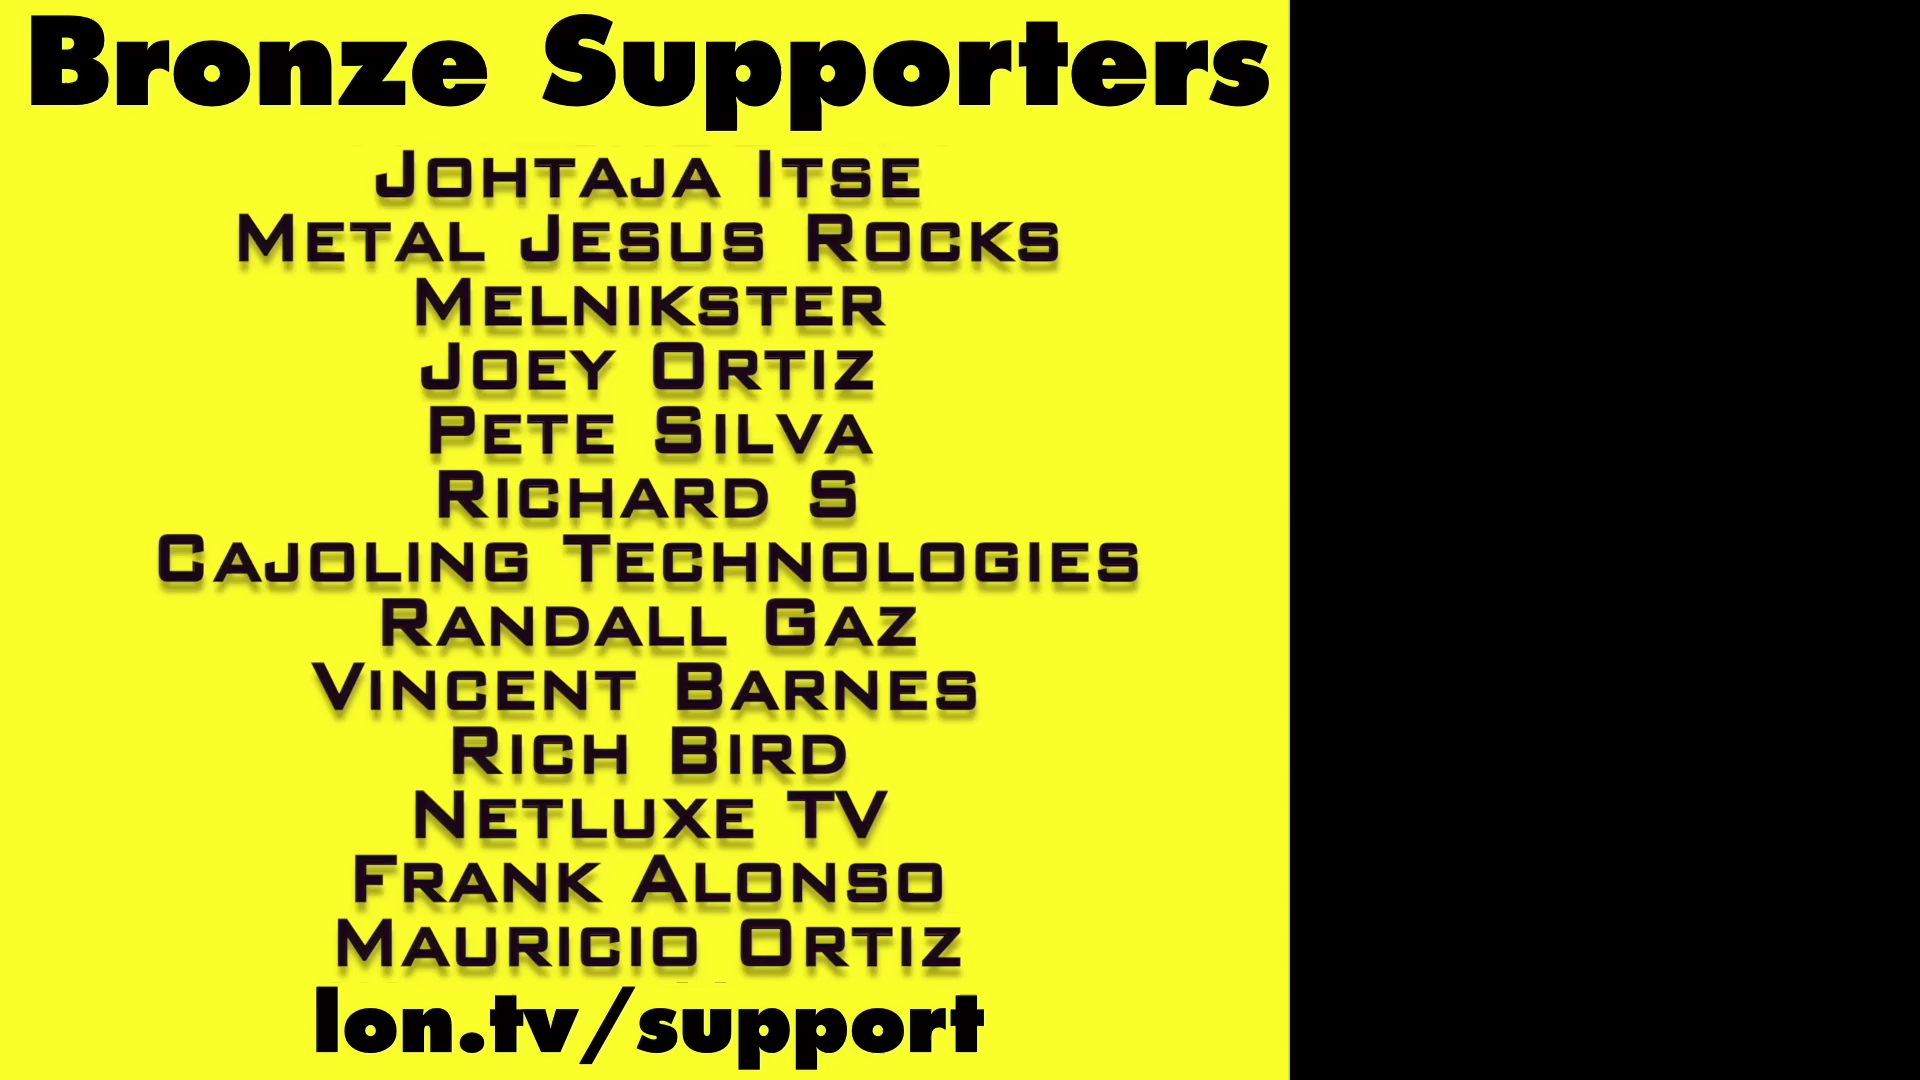 Bronze Supporters
Johtaja Itse
Metal Jesus Rocks
Melnikster
Joey Ortiz
Pete Silva
Richard S
Cajoling Technologies
Randall Gaz
Vincent Barnes
Rich Bird
Netluxe TV
Frank Alonso
Mauricio Ortiz
lon.tv/support